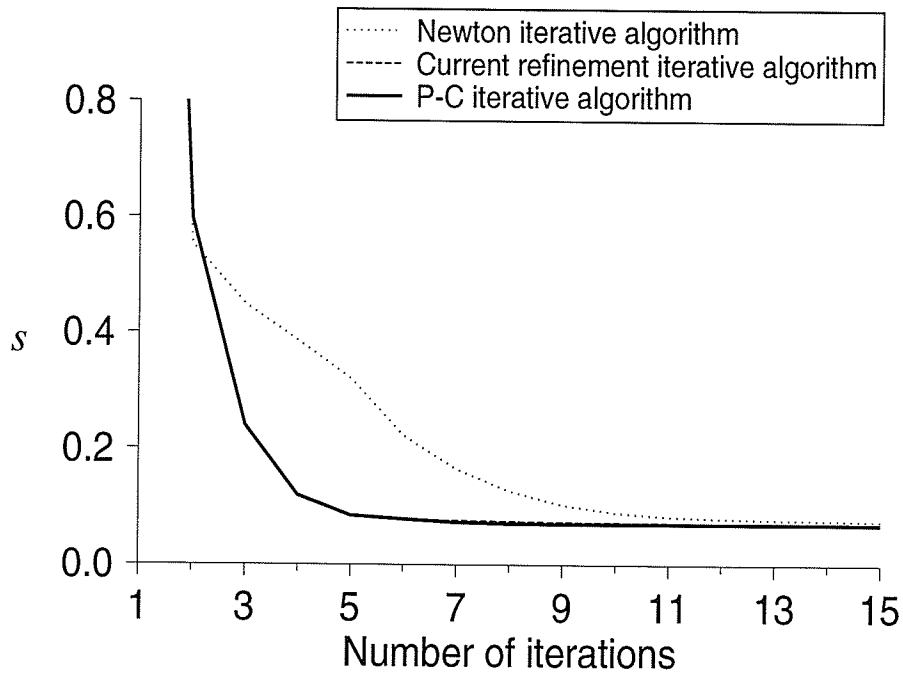 Newton iterative algorithm
Current refinement iterative algorithm
P-C iterative algorithm
0.8
0.6
0.4
s
0.2
0.0
1 3 5 7 9 11 13 15
Number of iterations